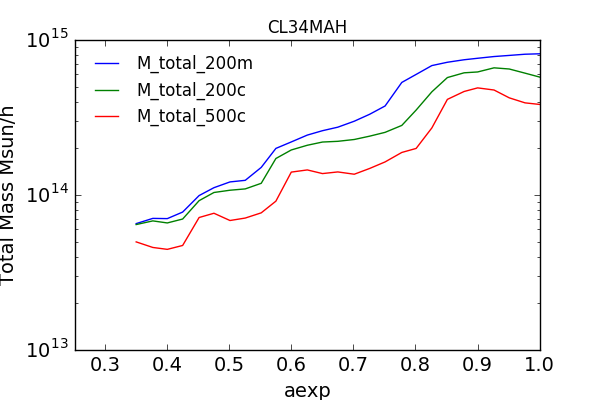 CL34MAH
10^15
M_total_200m
M_total_200c
M_total_500c
Total Mass Msun/h
10^14
10^13
0.3 0.4 0.5 0.6 0.7 0.8 0.9 1.0
aexp